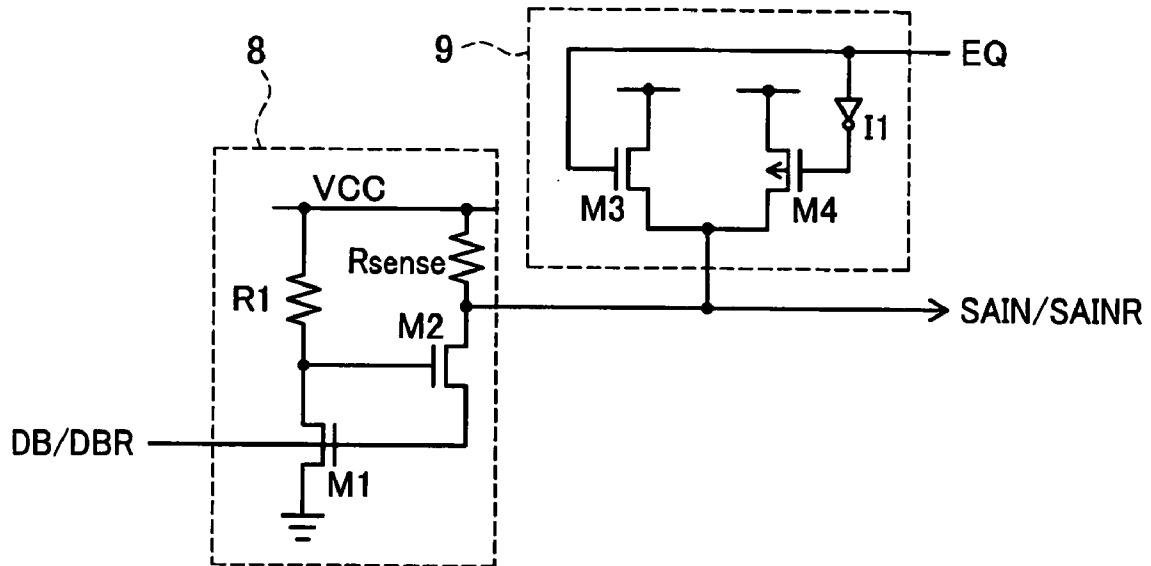 8
9
EQ
I1
M3
M4
VCC
Rsense
R1
M2
SAIN/SAINR
DB/DBR
M1